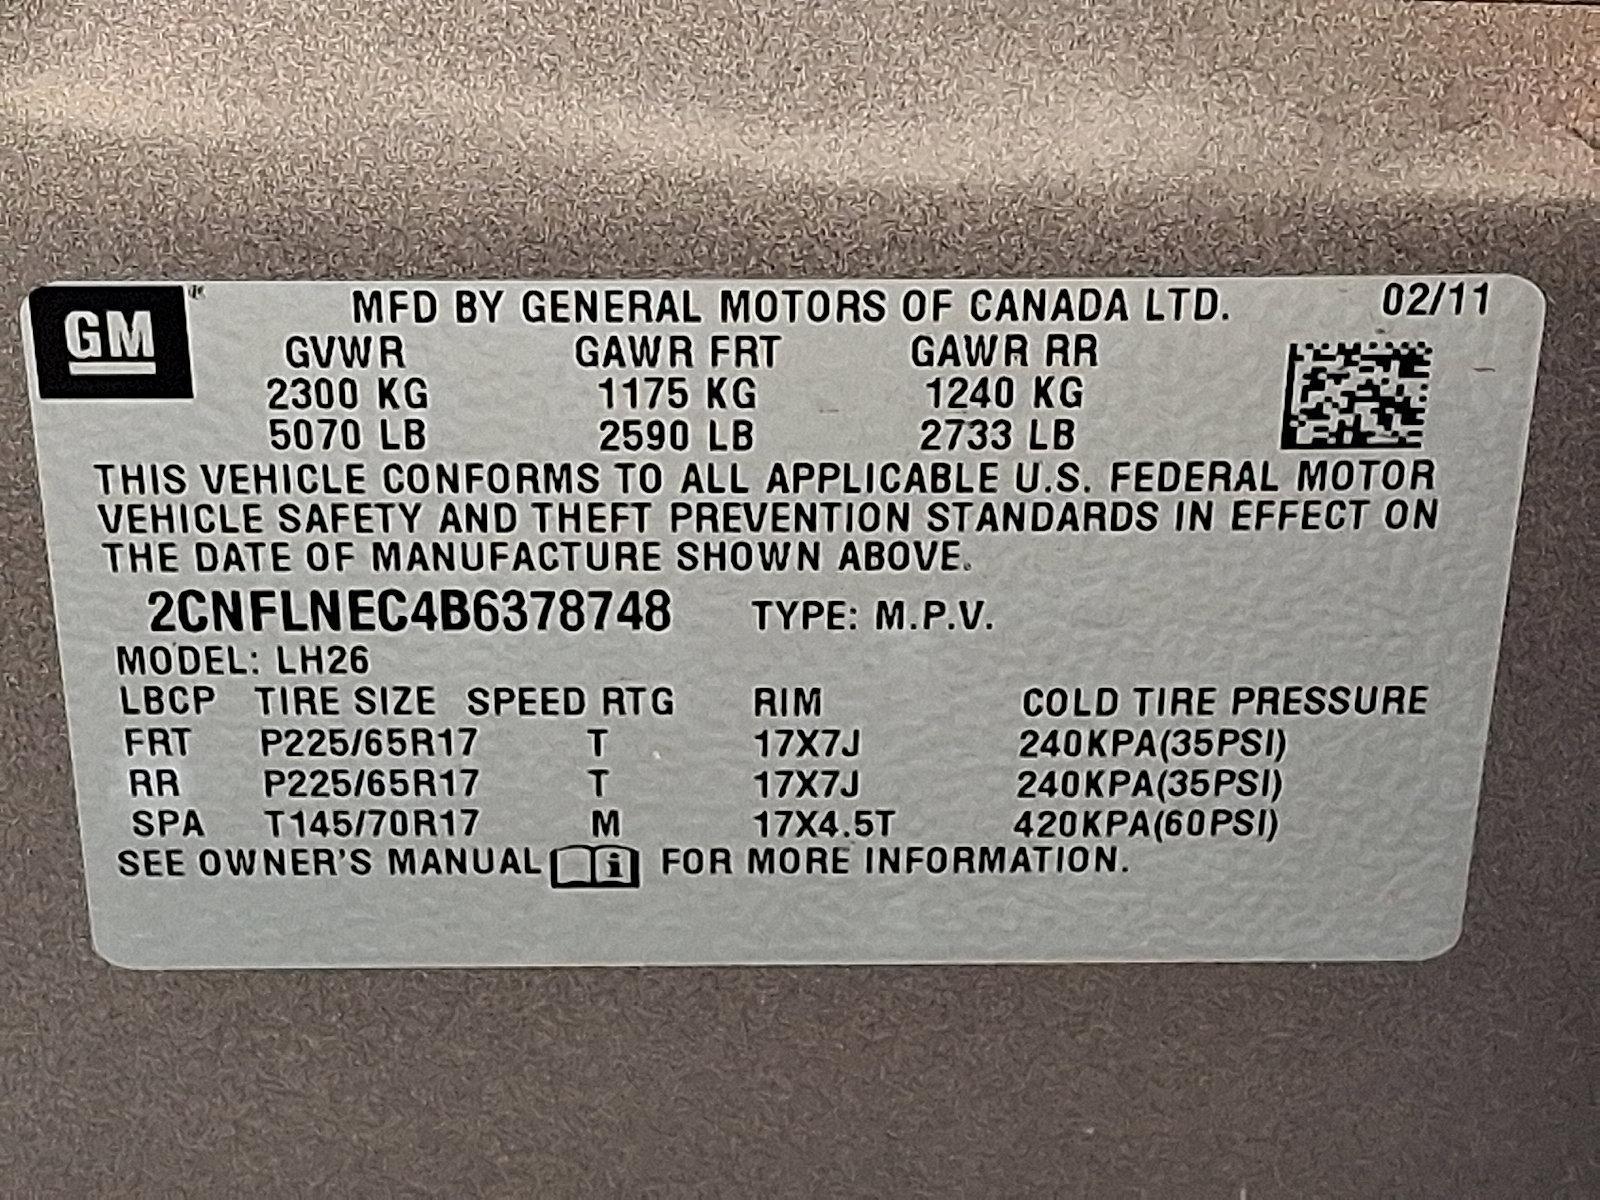 GM
MFD BY GENERAL MOTORS OF CANADA LTD. 02/11
GVWR GAWR FRT GAWR RR
2300 KG 1175 KG 1240 KG
5070 LB 2590 LB 2733 LB
THIS VEHICLE CONFORMS TO ALL APPLICABLE U.S. FEDERAL MOTOR
VEHICLE SAFETY AND THEFT PREVENTION STANDARDS IN EFFECT ON
THE DATE OF MANUFACTURE SHOWN ABOVE.
2CNFLNEC4B6378748 TYPE: M.P.V.
MODEL: LH26
LBCP TIRE SIZE SPEED RTG RIM COLD TIRE PRESSURE
FRT P225/65R17 T 17X7J 240KPA(35PSI)
RR P225/65R17 T 17X7J 240KPA(35PSI)
SPA T145/70R17 M 17X4.5T 420KPA(60PSI)
SEE OWNER'S MANUAL i FOR MORE INFORMATION.